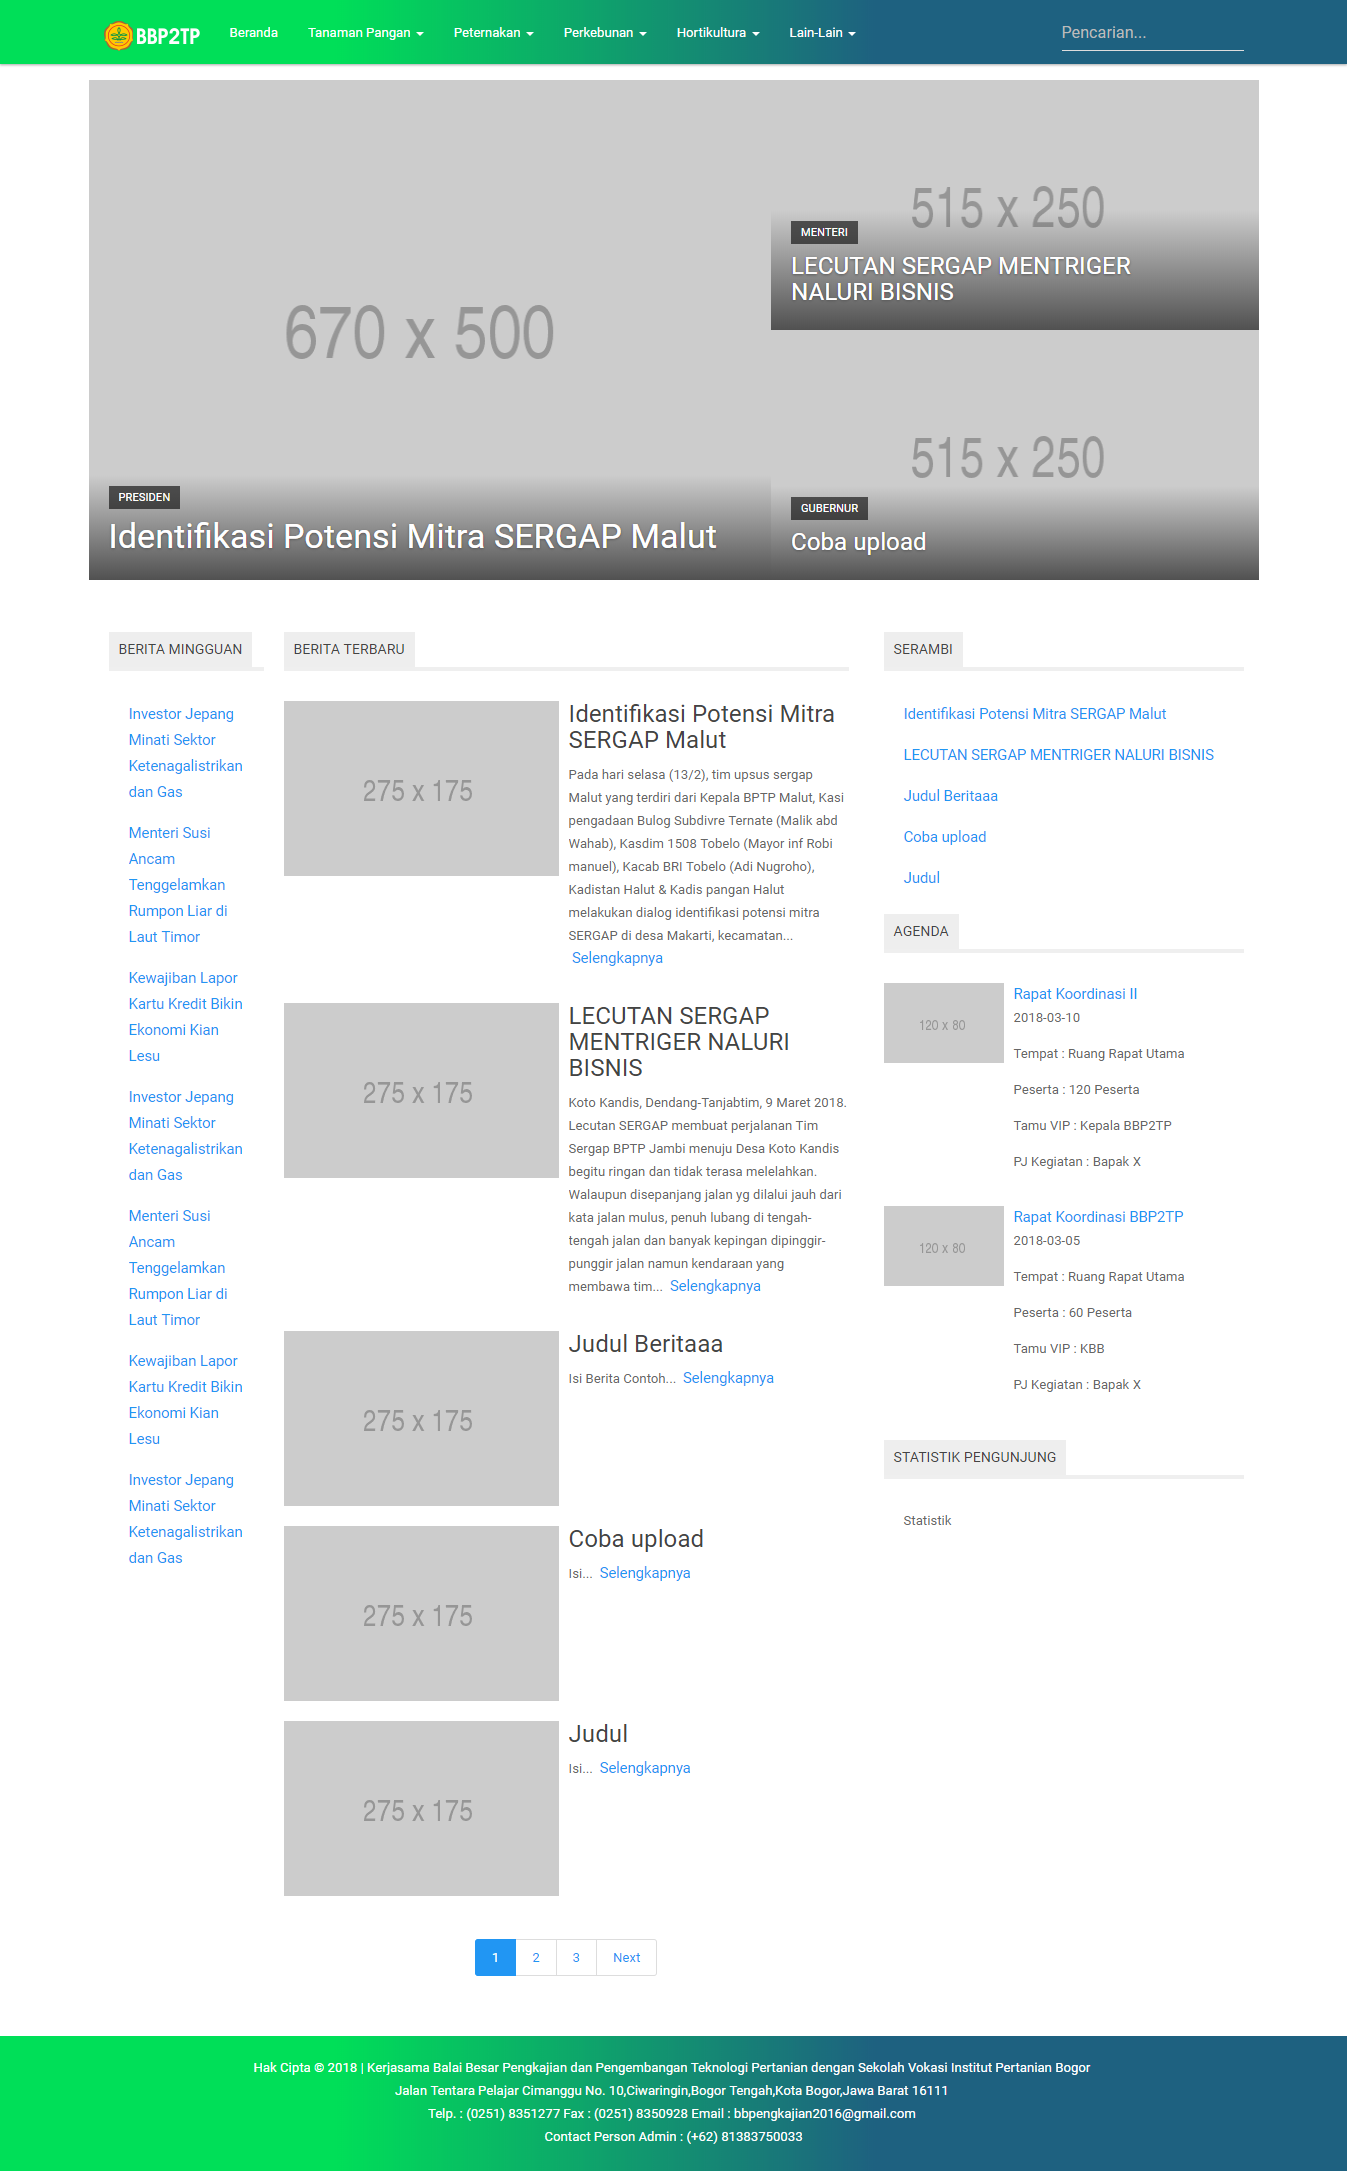 BBP2TP
Beranda
Tanaman Pangan
Peternakan
Perkebunan
Hortikultura
Lain-Lain
Pencarian...
670 x 500
PRESIDEN
Identifikasi Potensi Mitra SERGAP Malut
515 x 250
MENTERI
LECUTAN SERGAP MENTRIGER
NALURI BISNIS
515 x 250
GUBERNUR
Coba upload
BERITA MINGGUAN
Investor Jepang
Minati Sektor
Ketenagalistrikan
dan Gas
Menteri Susi
Ancam
Tenggelamkan
Rumpon Liar di
Laut Timor
Kewajiban Lapor
Kartu Kredit Bikin
Ekonomi Kian
Lesu
Investor Jepang
Minati Sektor
Ketenagalistrikan
dan Gas
Menteri Susi
Ancam
Tenggelamkan
Rumpon Liar di
Laut Timor
Kewajiban Lapor
Kartu Kredit Bikin
Ekonomi Kian
Lesu
Investor Jepang
Minati Sektor
Ketenagalistrikan
dan Gas
BERITA TERBARU
275 x 175
Identifikasi Potensi Mitra
SERGAP Malut
Pada hari selasa (13/2), tim upsus sergap
Malut yang terdiri dari Kepala BPTP Malut, Kasi
pengadaan Bulog Subdivre Ternate (Malik abd
Wahab), Kasdim 1508 Tobelo (Mayor inf Robi
manuel), Kacab BRI Tobelo (Adi Nugroho),
Kadistan Halut & Kadis pangan Halut
melakukan dialog identifikasi potensi mitra
SERGAP di desa Makarti, kecamatan...
Selengkapnya
275 x 175
LECUTAN SERGAP
MENTRIGER NALURI
BISNIS
Koto Kandis, Dendang-Tanjabtim, 9 Maret 2018.
Lecutan SERGAP membuat perjalanan Tim
Sergap BPTP Jambi menuju Desa Koto Kandis
begitu ringan dan tidak terasa melelahkan.
Walaupun disepanjang jalan yg dilalui jauh dari
kata jalan mulus, penuh lubang di tengah-
tengah jalan dan banyak kepingan dipinggir-
punggir jalan namun kendaraan yang
membawa tim... Selengkapnya
275 x 175
Judul Beritaaa
Isi Berita Contoh... Selengkapnya
275 x 175
Coba upload
Isi... Selengkapnya
275 x 175
Judul
Isi... Selengkapnya
1 2 3 Next
SERAMBI
Identifikasi Potensi Mitra SERGAP Malut
LECUTAN SERGAP MENTRIGER NALURI BISNIS
Judul Beritaaa
Coba upload
Judul
AGENDA
120 x 80
Rapat Koordinasi II
2018-03-10
Tempat : Ruang Rapat Utama
Peserta : 120 Peserta
Tamu VIP : Kepala BBP2TP
PJ Kegiatan : Bapak X
120 x 80
Rapat Koordinasi BBP2TP
2018-03-05
Tempat : Ruang Rapat Utama
Peserta : 60 Peserta
Tamu VIP : KBB
PJ Kegiatan : Bapak X
STATISTIK PENGUNJUNG
Statistik
Hak Cipta © 2018 | Kerjasama Balai Besar Pengkajian dan Pengembangan Teknologi Pertanian dengan Sekolah Vokasi Institut Pertanian Bogor
Jalan Tentara Pelajar Cimanggu No. 10,Ciwaringin,Bogor Tengah,Kota Bogor,Jawa Barat 16111
Telp. : (0251) 8351277 Fax : (0251) 8350928 Email : bbpengkajian2016@gmail.com
Contact Person Admin : (+62) 81383750033